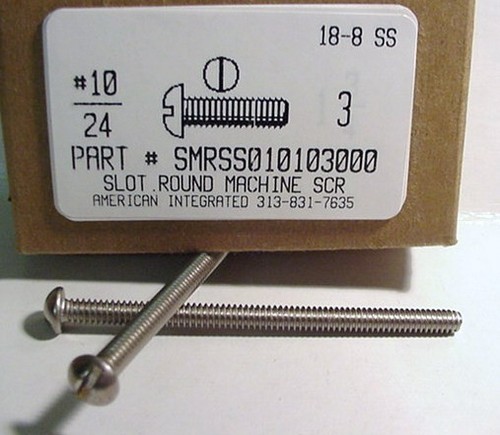 18-8 SS
#10
24
3
PART # SMRSS010103000
SLOT.ROUND MACHINE SCR
AMERICAN INTEGRATED 313-831-7635